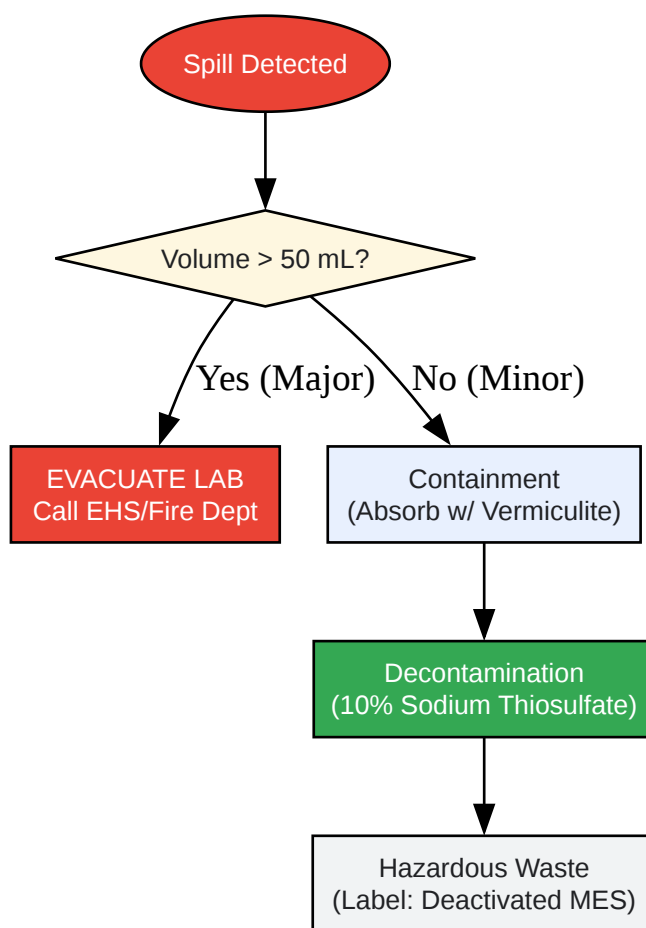 Spill Detected
Volume > 50 mL?
Yes (Major)
No (Minor)
EVACUATE LAB
Call EHS/Fire Dept
Containment
(Absorb w/ Vermiculite)
Decontamination
(10% Sodium Thiosulfate)
Hazardous Waste
(Label: Deactivated MES)